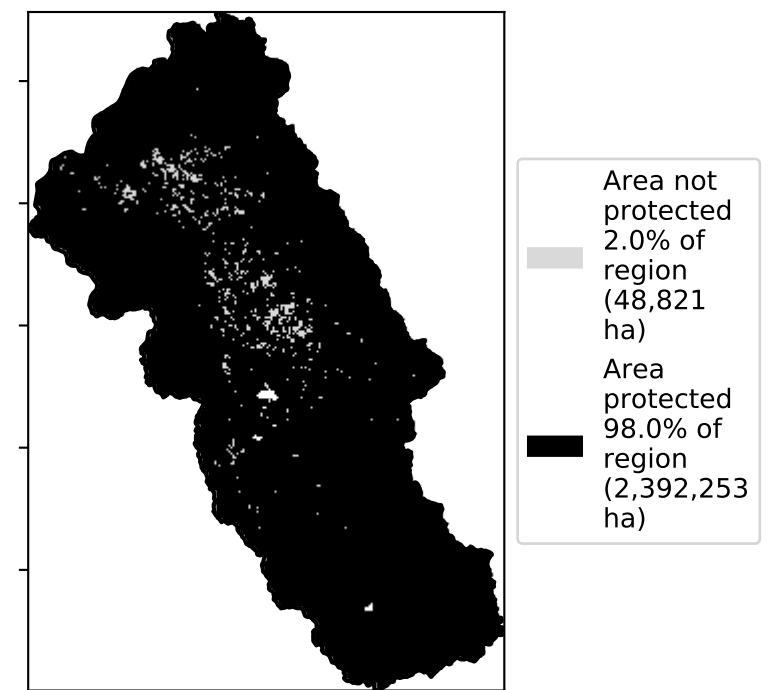 Area not
protected
2.0% of
region
(48,821
ha)
Area
protected
98.0% of
region
(2,392,253
ha)